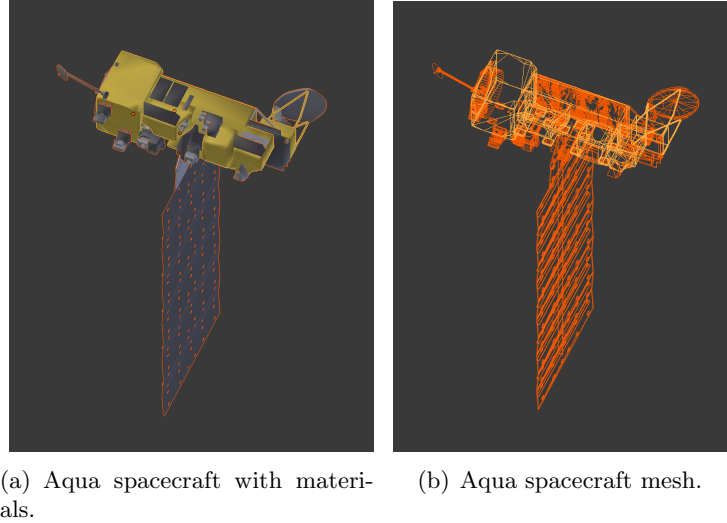 (a) Aqua spacecraft with materi-
als.
(b) Aqua spacecraft mesh.